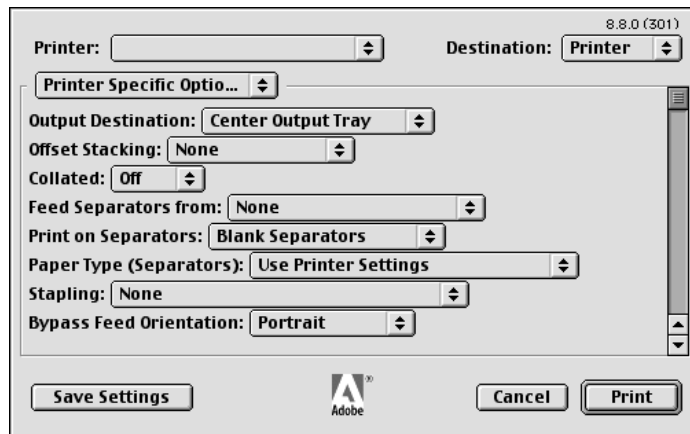 8.8.0 (301)
Printer: Destination: Printer
Printer Specific Optio...
Output Destination: Center Output Tray
Offset Stacking: None
Collated: Off
Feed Separators from: None
Print on Separators: Blank Separators
Paper Type (Separators): Use Printer Settings
Stapling: None
Bypass Feed Orientation: Portrait
Save Settings
Adobe®
Cancel
Print